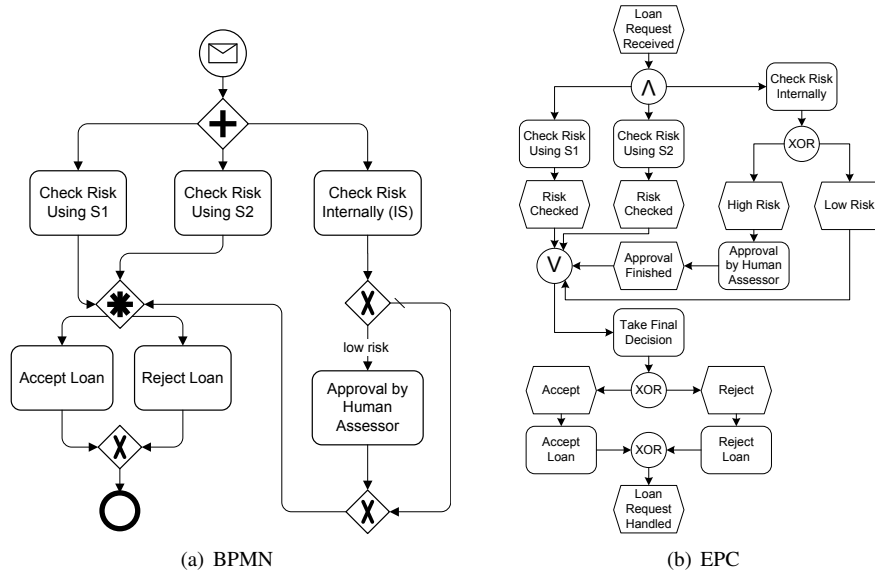 Check Risk
Using S1
Check Risk
Using S2
Check Risk
Internally (IS)
low risk
Accept Loan
Reject Loan
Approval by
Human
Assessor
(a) BPMN
Loan
Request
Received
Λ
Check Risk
Internally
Check Risk
Using S1
Check Risk
Using S2
XOR
Risk
Checked
Risk
Checked
High Risk
Low Risk
V
Approval
Finished
Approval
by Human
Assessor
Take Final
Decision
Accept
XOR
Reject
Accept
Loan
XOR
Reject
Loan
Loan
Request
Handled
(b) EPC